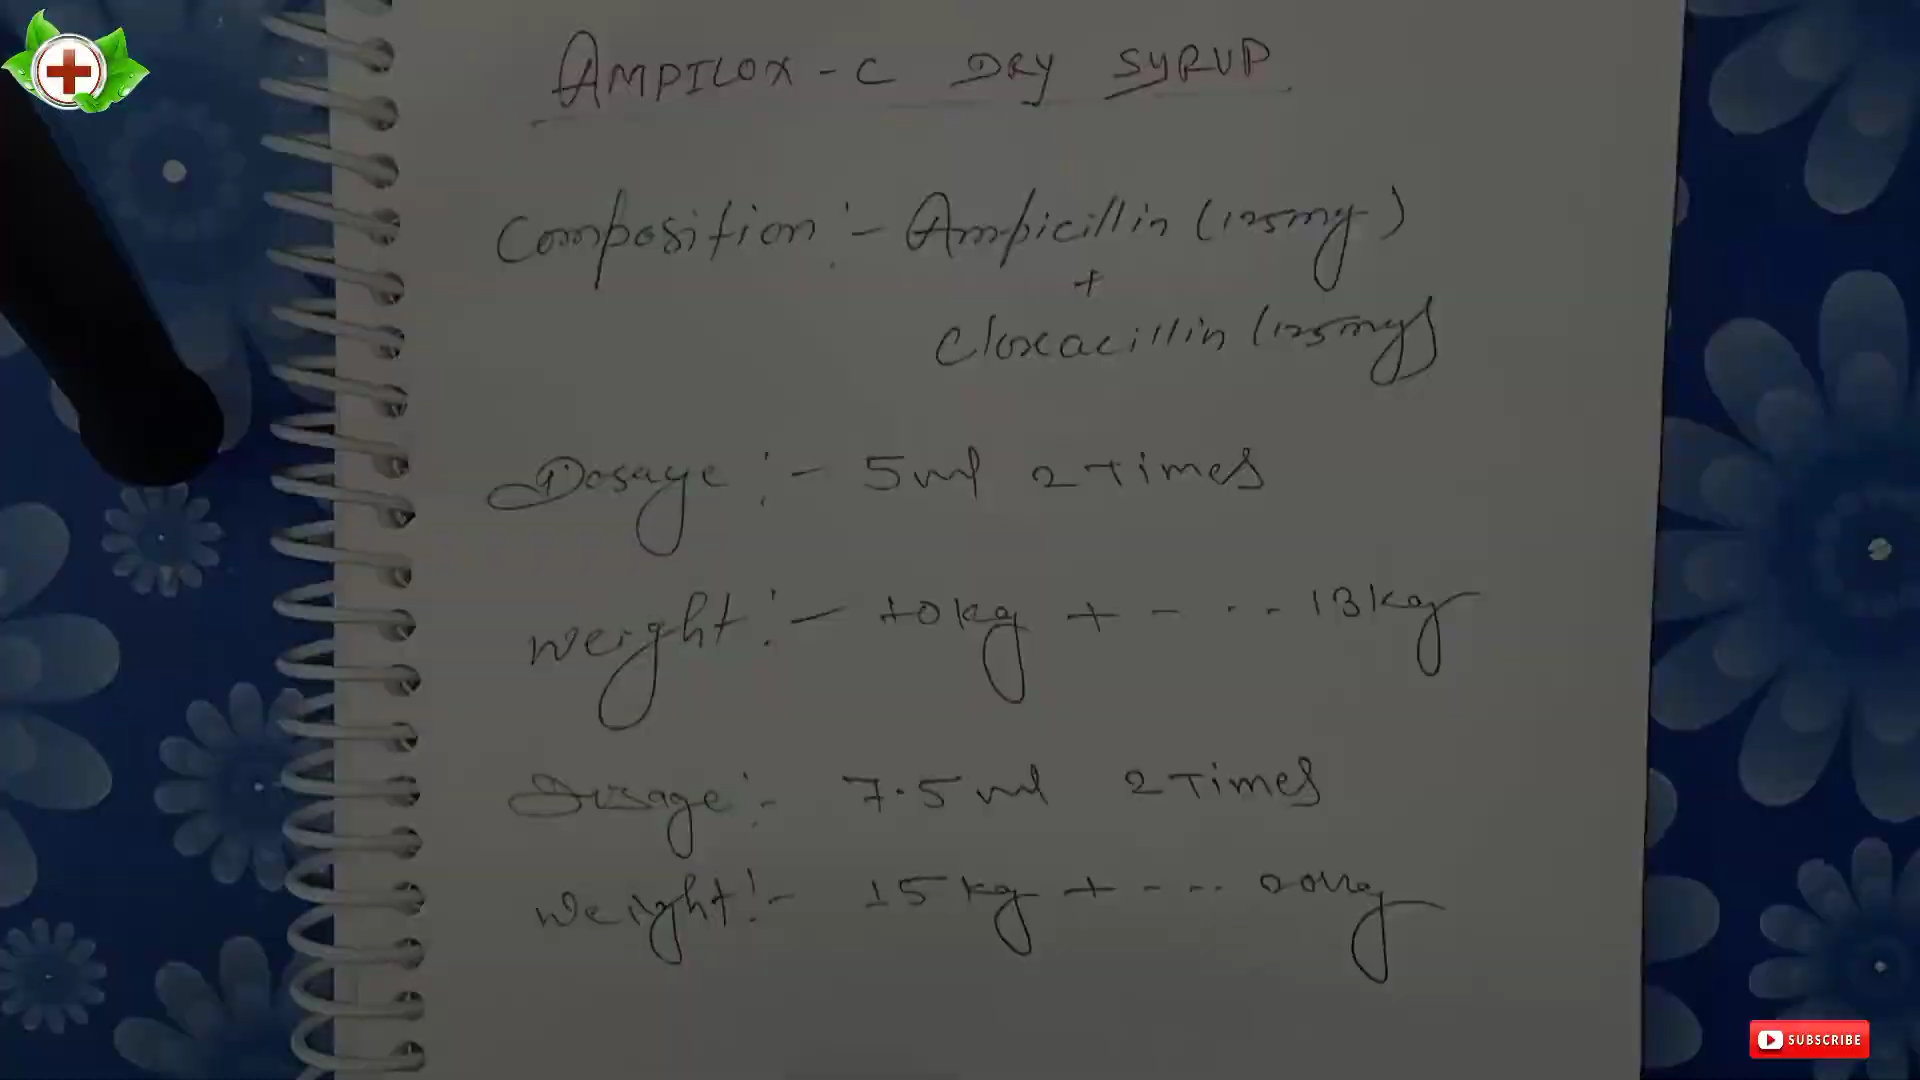 AMPILOX-C DRY SYRUP
Composition:- Ampicillin (125mg)
+
Cloxacillin (125mg)
Dosage:- 5ml 2 Times
Weight:- 10kg + - ... 13kg
Dosage:- 7.5ml 2 Times
Weight:- 15kg + - ...
SUBSCRIBE